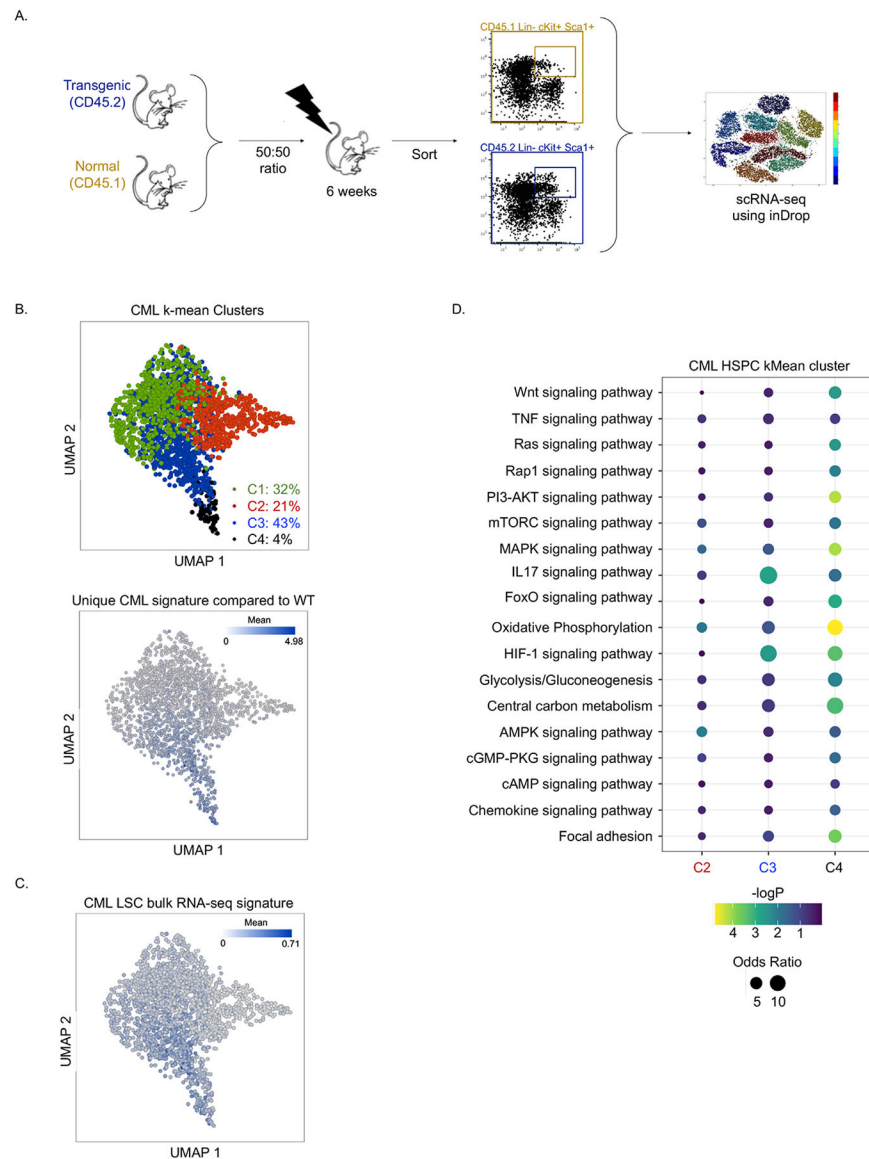 A.
Transgenic
(CD45.2)
Normal
(CD45.1)
50:50
ratio
6 weeks
Sort
CD45.1 Lin- cKit+ Sca1+
CD45.2 Lin- cKit+ Sca1+
scRNA-seq
using inDrop
B.
CML k-mean Clusters
UMAP 2
C1: 32%
C2: 21%
C3: 43%
C4: 4%
UMAP 1
Unique CML signature compared to WT
Mean
0 4.98
UMAP 2
UMAP 1
C.
CML LSC bulk RNA-seq signature
Mean
0 0.71
UMAP 2
UMAP 1
D.
CML HSPC kMean cluster
Wnt signaling pathway
TNF signaling pathway
Ras signaling pathway
Rap1 signaling pathway
PI3-AKT signaling pathway
mTORC signaling pathway
MAPK signaling pathway
IL17 signaling pathway
FoxO signaling pathway
Oxidative Phosphorylation
HIF-1 signaling pathway
Glycolysis/Gluconeogenesis
Central carbon metabolism
AMPK signaling pathway
cGMP-PKG signaling pathway
cAMP signaling pathway
Chemokine signaling pathway
Focal adhesion
C2 C3 C4
-logP
4 3 2 1
Odds Ratio
5 10